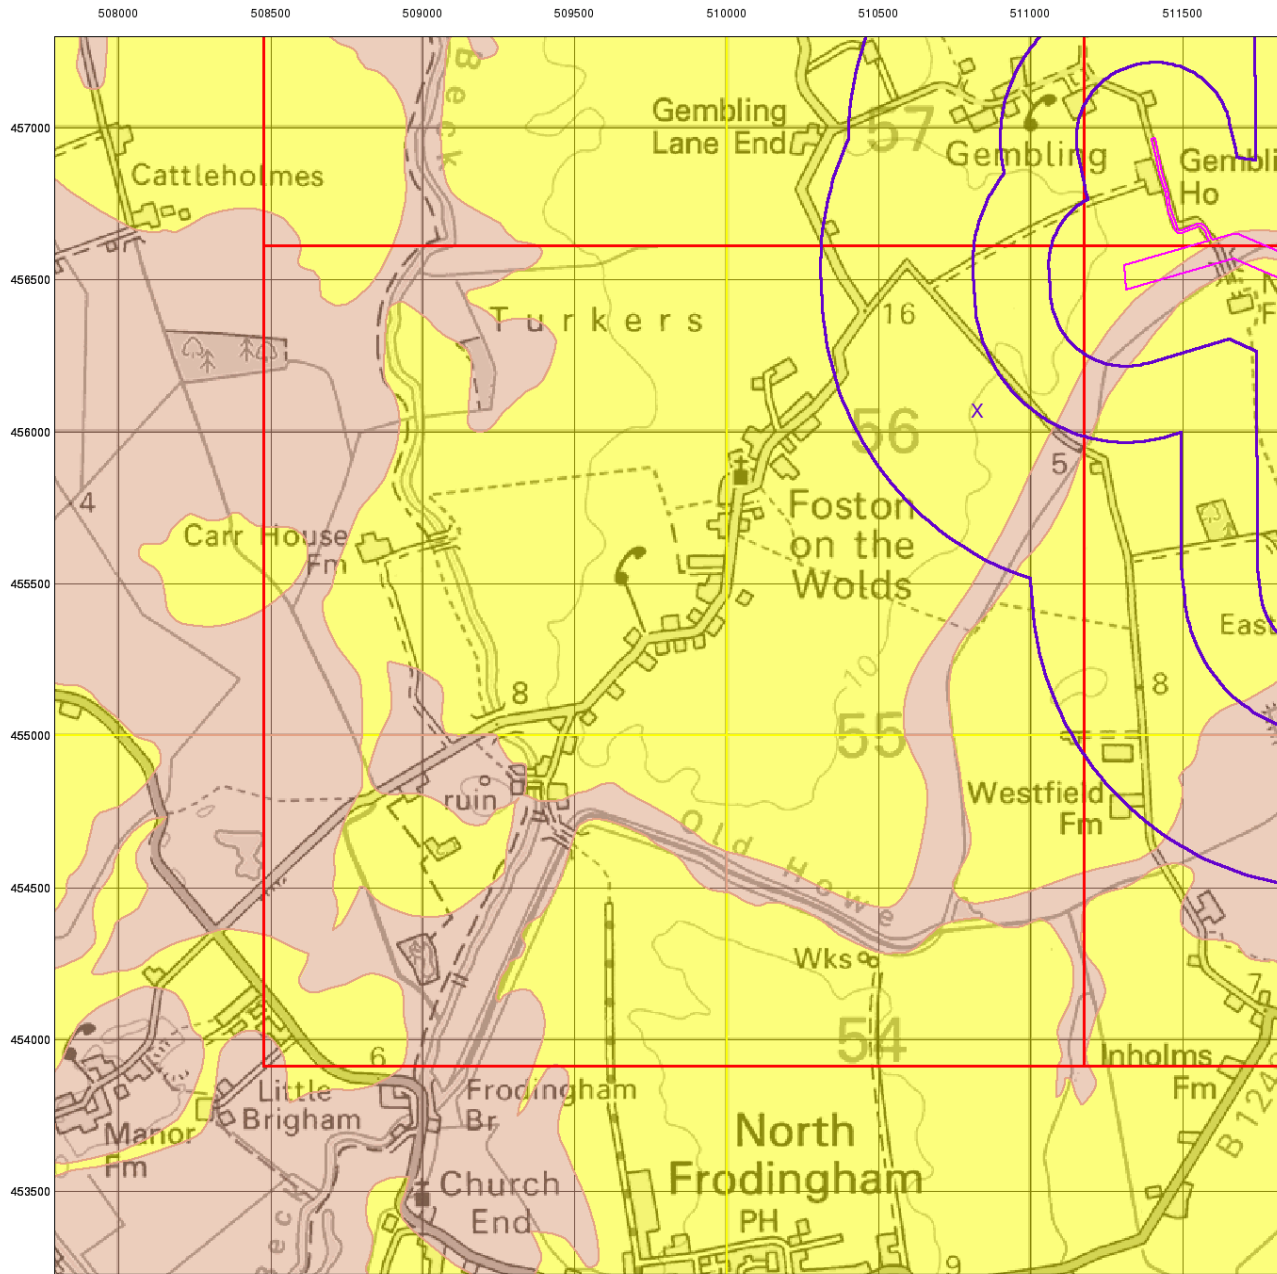 508000 508500 509000 509500 510000 510500 511000 511500
457000
456500
456000
455500
455000
454500
454000
453500
Beck
Gembling
Lane End
57
Gembling
Gembli
Ho
Cattleholmes
N
F
Turkers
16
X
56
5
4
Carr House
Fm
Foston
on the
Wolds
East
10
8
8
55
ruin
Westfield
Fm
Old Howe
Wks
7
54
6
Inholms
Fm
Little
Brigham
Frodingham
Br
B 124
Manor
Fm
North
Frodingham
Church
End
PH
Beck
9